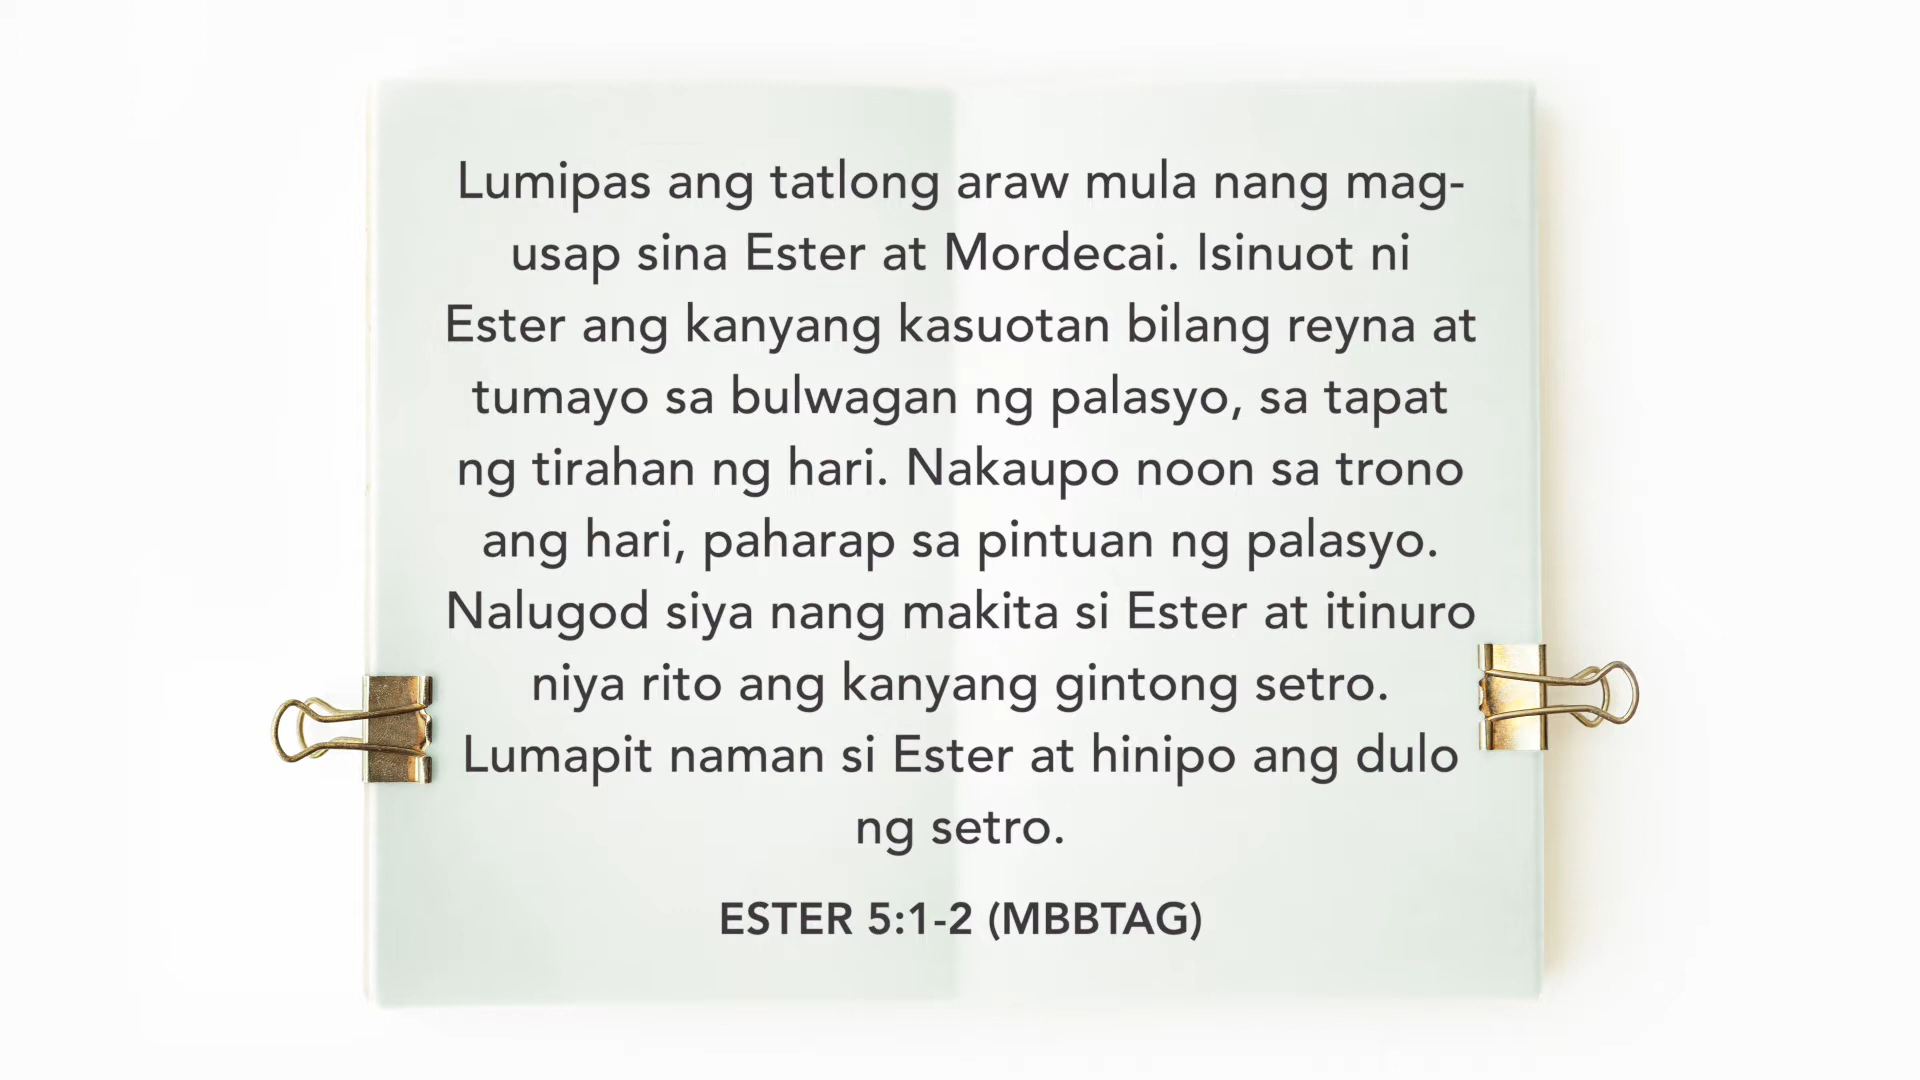 Lumipas ang tatlong araw mula nang mag-
usap sina Ester at Mordecai. Isinuot ni
Ester ang kanyang kasuotan bilang reyna at
tumayo sa bulwagan ng palasyo, sa tapat
ng tirahan ng hari. Nakaupo noon sa trono
ang hari, paharap sa pintuan ng palasyo.
Nalugod siya nang makita si Ester at itinuro
niya rito ang kanyang gintong setro.
Lumapit naman si Ester at hinipo ang dulo
ng setro.
ESTER 5:1-2 (MBBTAG)